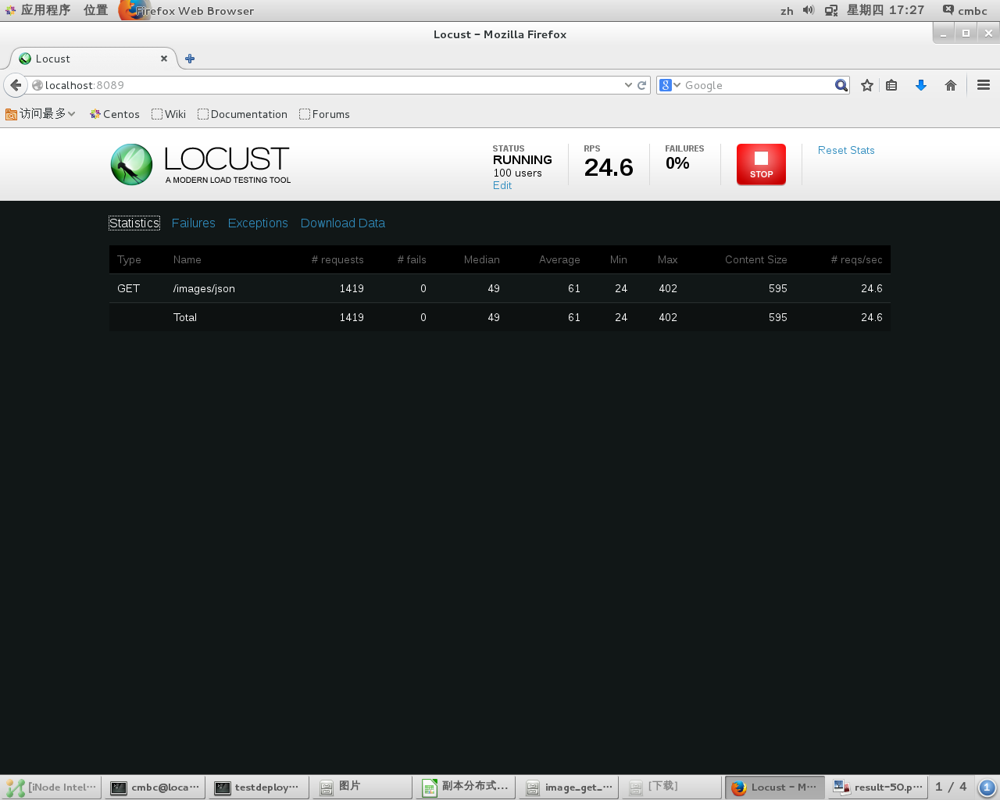 应用程序 位置 Firefox Web Browser zh 星期四 17:27 cmbc
Locust - Mozilla Firefox
Locust
localhost:8089 Google
访问最多 Centos Wiki Documentation Forums
LOCUST
A MODERN LOAD TESTING TOOL
STATUS
RUNNING
100 users
Edit
RPS
24.6
FAILURES
0%
STOP
Reset Stats
Statistics Failures Exceptions Download Data
Type Name # requests # fails Median Average Min Max Content Size # reqs/sec
GET /images/json 1419 0 49 61 24 402 595 24.6
Total 1419 0 49 61 24 402 595 24.6
[iNode Intel... cmbc@loca... testdeploy... 图片 副本分布式... image_get_... [下载] Locust - M... result-50.p... 1 / 4 1